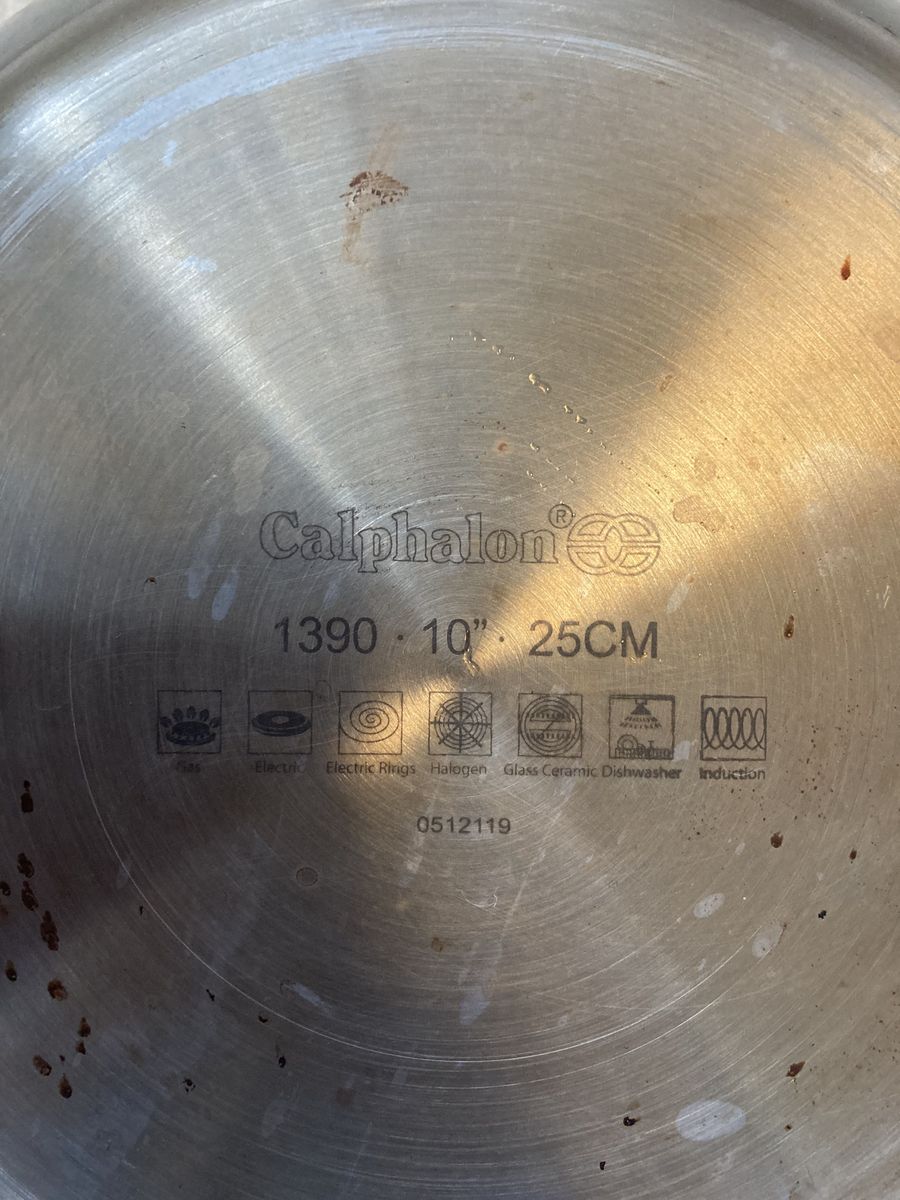 Calphalon®
1390 · 10” · 25CM
Gas Electric Electric Rings Halogen Glass Ceramic Dishwasher Induction
0512119